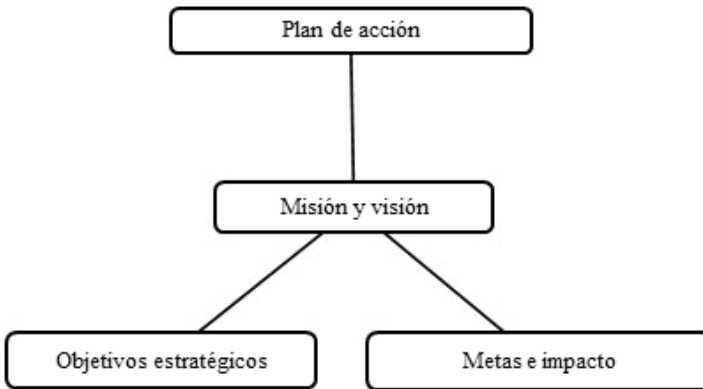 Plan de acción
Misión y visión
Objetivos estratégicos
Metas e impacto